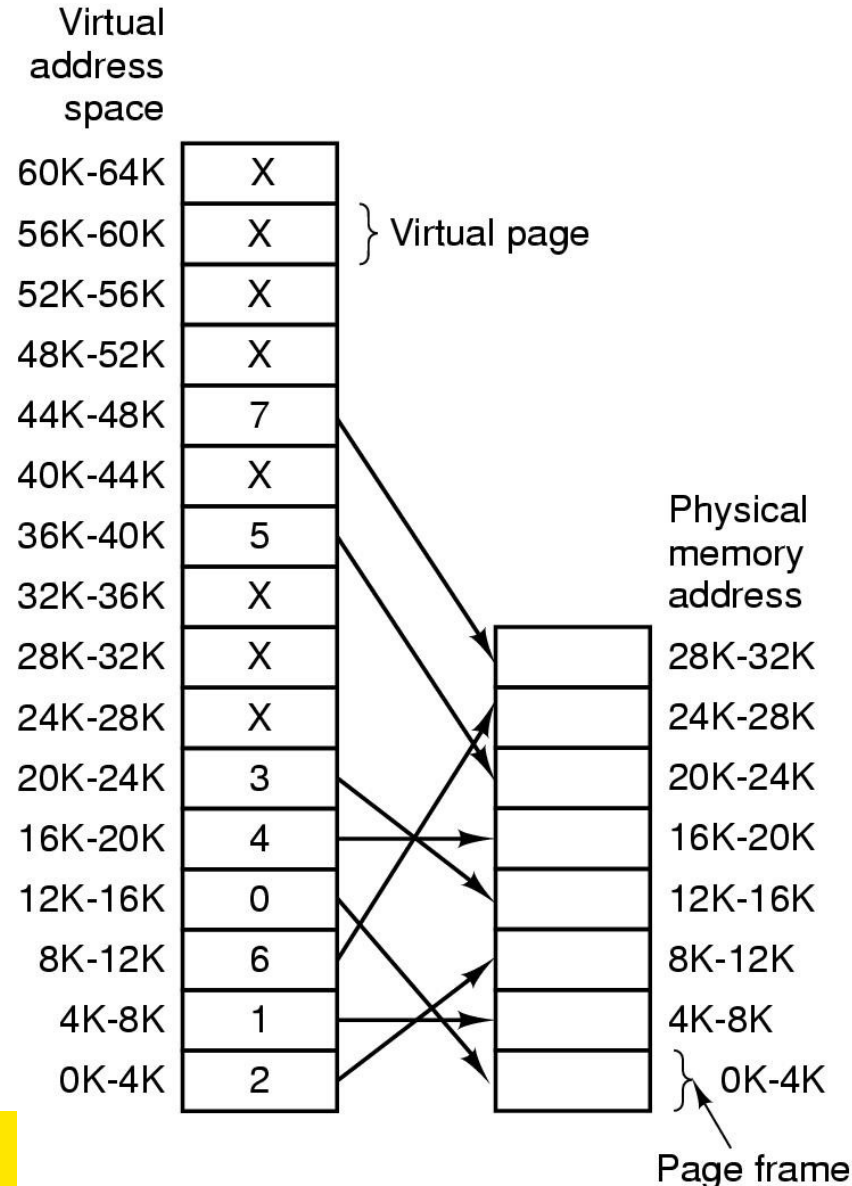 Virtual
address
space
60K-64K X
56K-60K X Virtual page
52K-56K X
48K-52K X
44K-48K 7
40K-44K X
36K-40K 5
32K-36K X
28K-32K X
24K-28K X
20K-24K 3
16K-20K 4
12K-16K 0
8K-12K 6
4K-8K 1
0K-4K 2
Physical
memory
address
28K-32K
24K-28K
20K-24K
16K-20K
12K-16K
8K-12K
4K-8K
0K-4K
Page frame